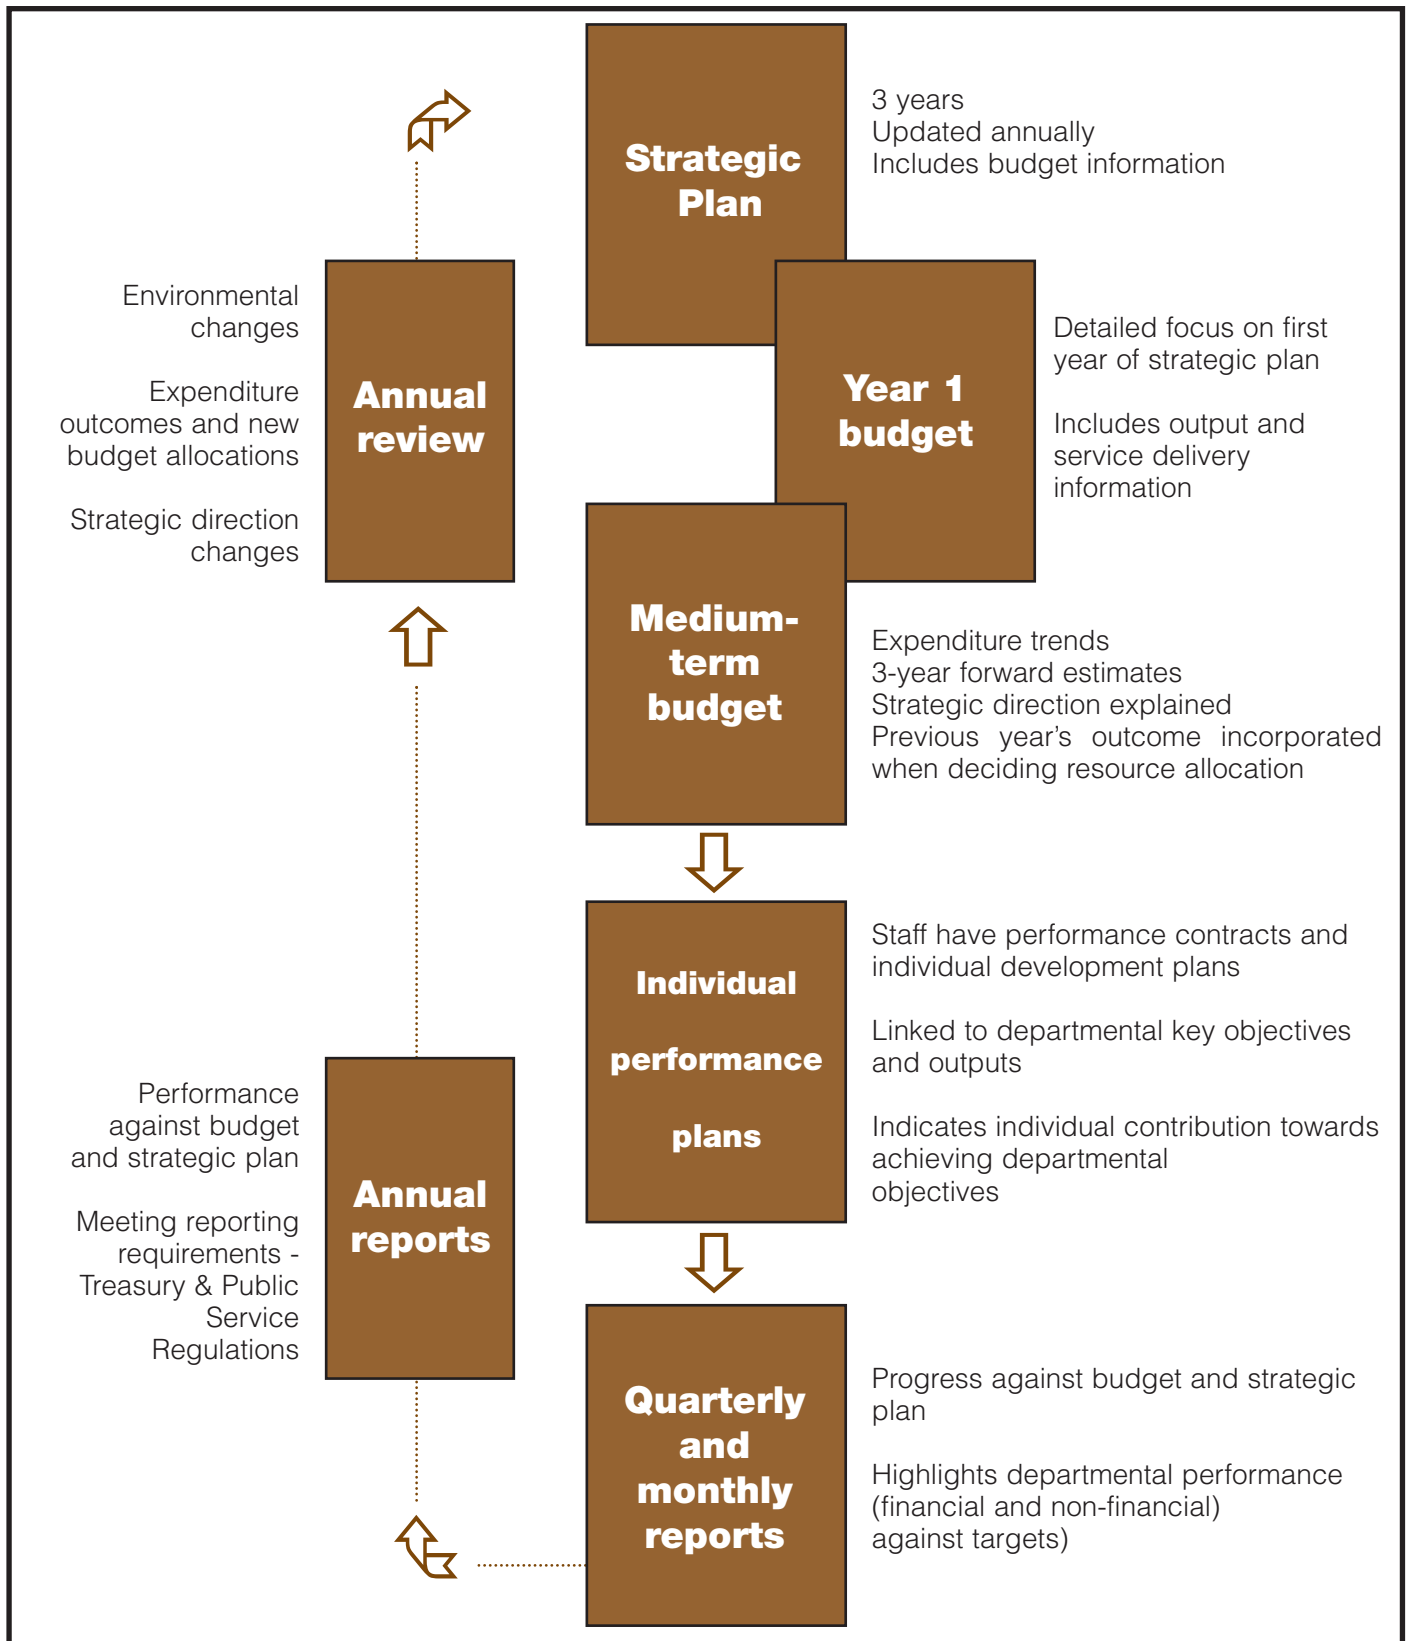 Strategic
Plan
3 years
Updated annually
Includes budget information
Environmental
changes
Expenditure
outcomes and new
budget allocations
Strategic direction
changes
Annual
review
Year 1
budget
Detailed focus on first
year of strategic plan
Includes output and
service delivery
information
Medium-
term
budget
Expenditure trends
3-year forward estimates
Strategic direction explained
Previous year's outcome incorporated
when deciding resource allocation
Individual
performance
plans
Staff have performance contracts and
individual development plans
Linked to departmental key objectives
and outputs
Indicates individual contribution towards
achieving departmental
objectives
Performance
against budget
and strategic plan
Meeting reporting
requirements -
Treasury & Public
Service
Regulations
Annual
reports
Quarterly
and
monthly
reports
Progress against budget and strategic
plan
Highlights departmental performance
(financial and non-financial)
against targets)